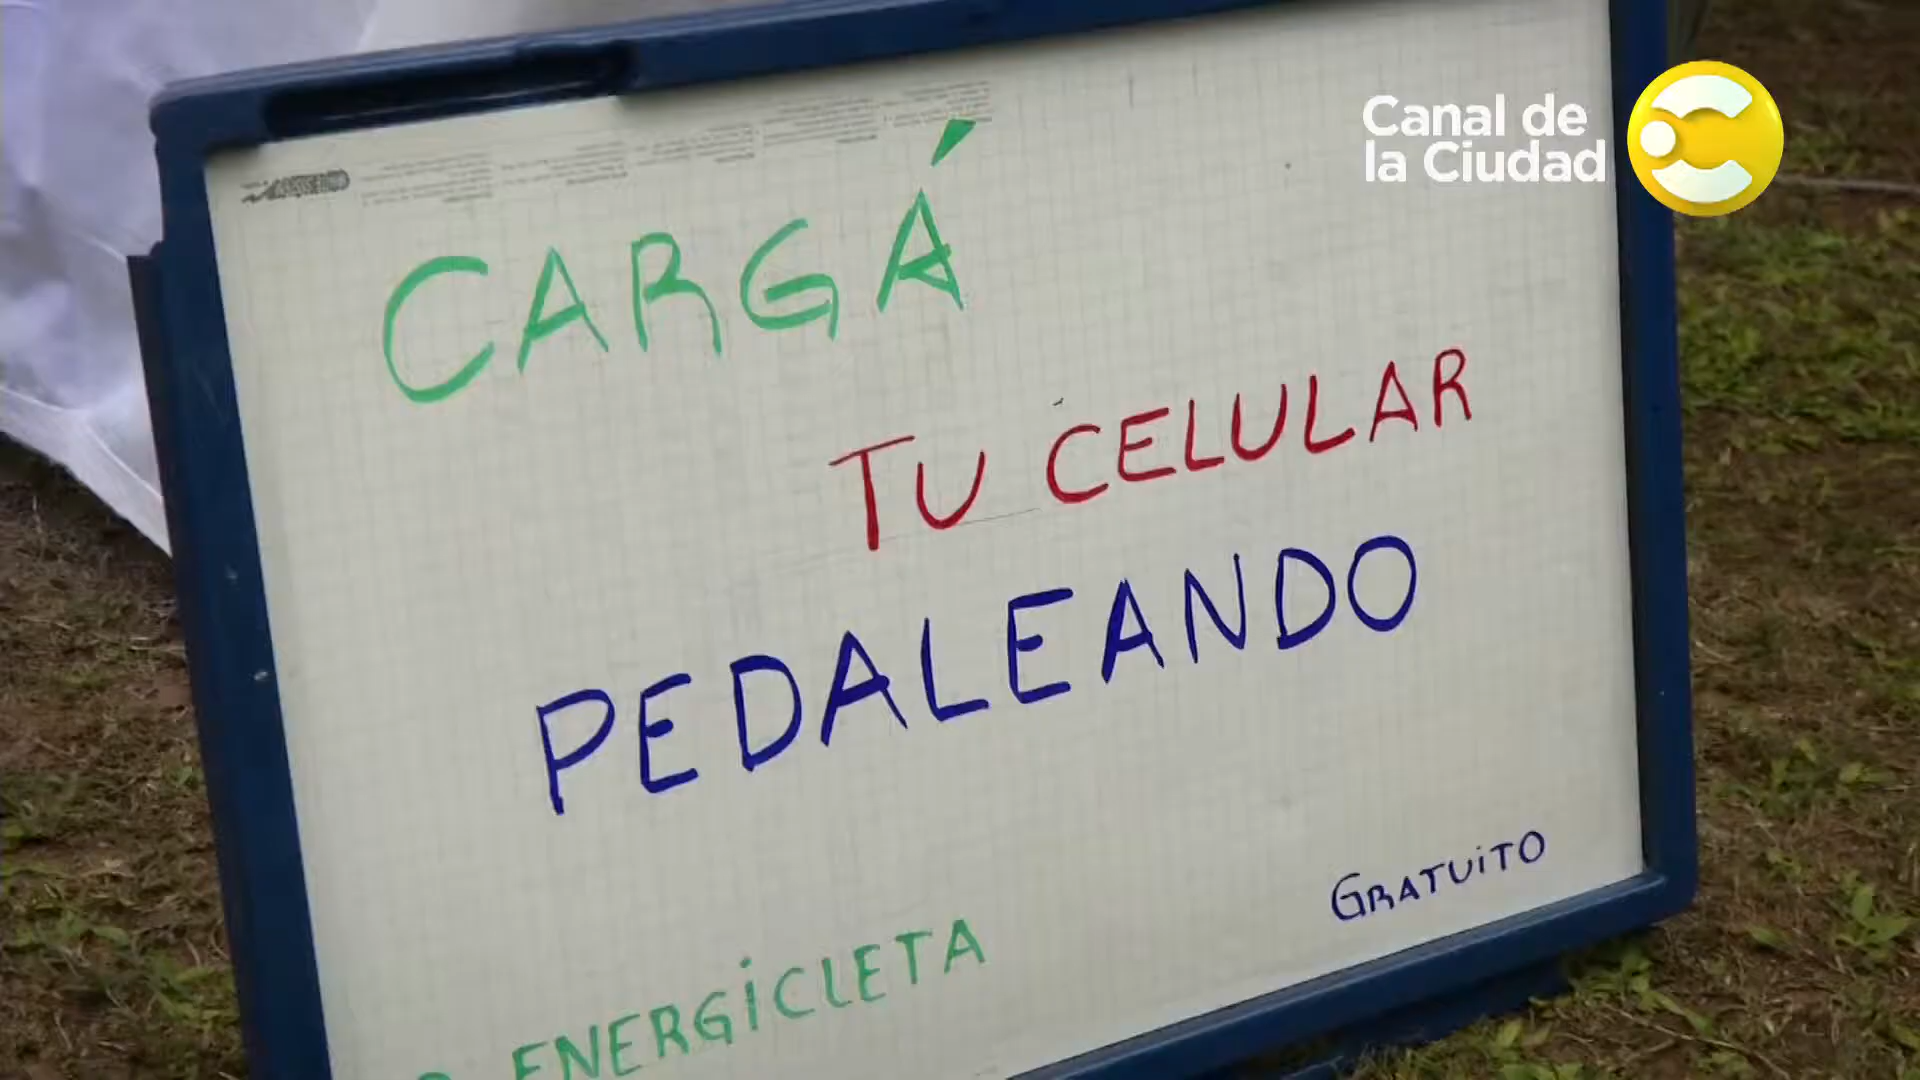 Canal de
la Ciudad
CARGÁ
TU CELULAR
PEDALEANDO
GRATUITO
ENERGICLETA